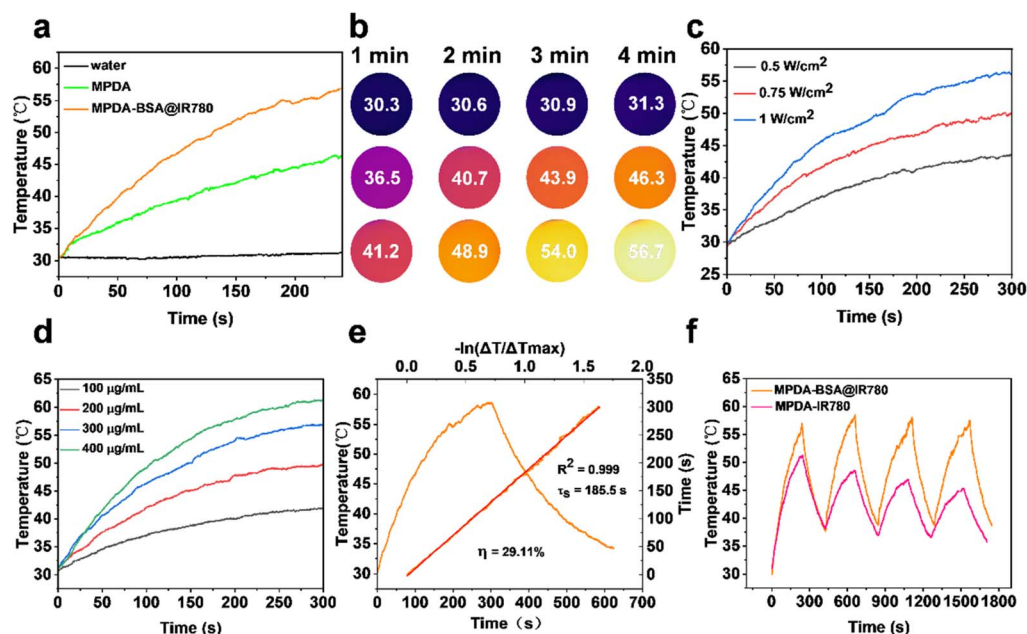 a
water
MPDA
MPDA-BSA@IR780
Temperature (℃)
60
55
50
45
40
35
30
0
50
100
150
200
Time (s)
b
1 min
2 min
3 min
4 min
30.3
30.6
30.9
31.3
36.5
40.7
43.9
46.3
41.2
48.9
54.0
56.7
c
0.5 W/cm²
0.75 W/cm²
1 W/cm²
Temperature (℃)
60
55
50
45
40
35
30
25
0
50
100
150
200
250
300
Time (s)
d
100 μg/mL
200 μg/mL
300 μg/mL
400 μg/mL
Temperature (℃)
65
60
55
50
45
40
35
30
0
50
100
150
200
250
300
Time (s)
e
-ln(ΔT/ΔTmax)
0.0
0.5
1.0
1.5
2.0
Temperature(℃)
65
60
55
50
45
40
35
30
350
300
250
200
150
100
50
0
Time (s)
R² = 0.999
τs = 185.5 s
η = 29.11%
0
100
200
300
400
500
600
700
Time（s）
f
MPDA-BSA@IR780
MPDA-IR780
Temperature (℃)
65
60
55
50
45
40
35
30
0
300
600
900
1200
1500
1800
Time (s)